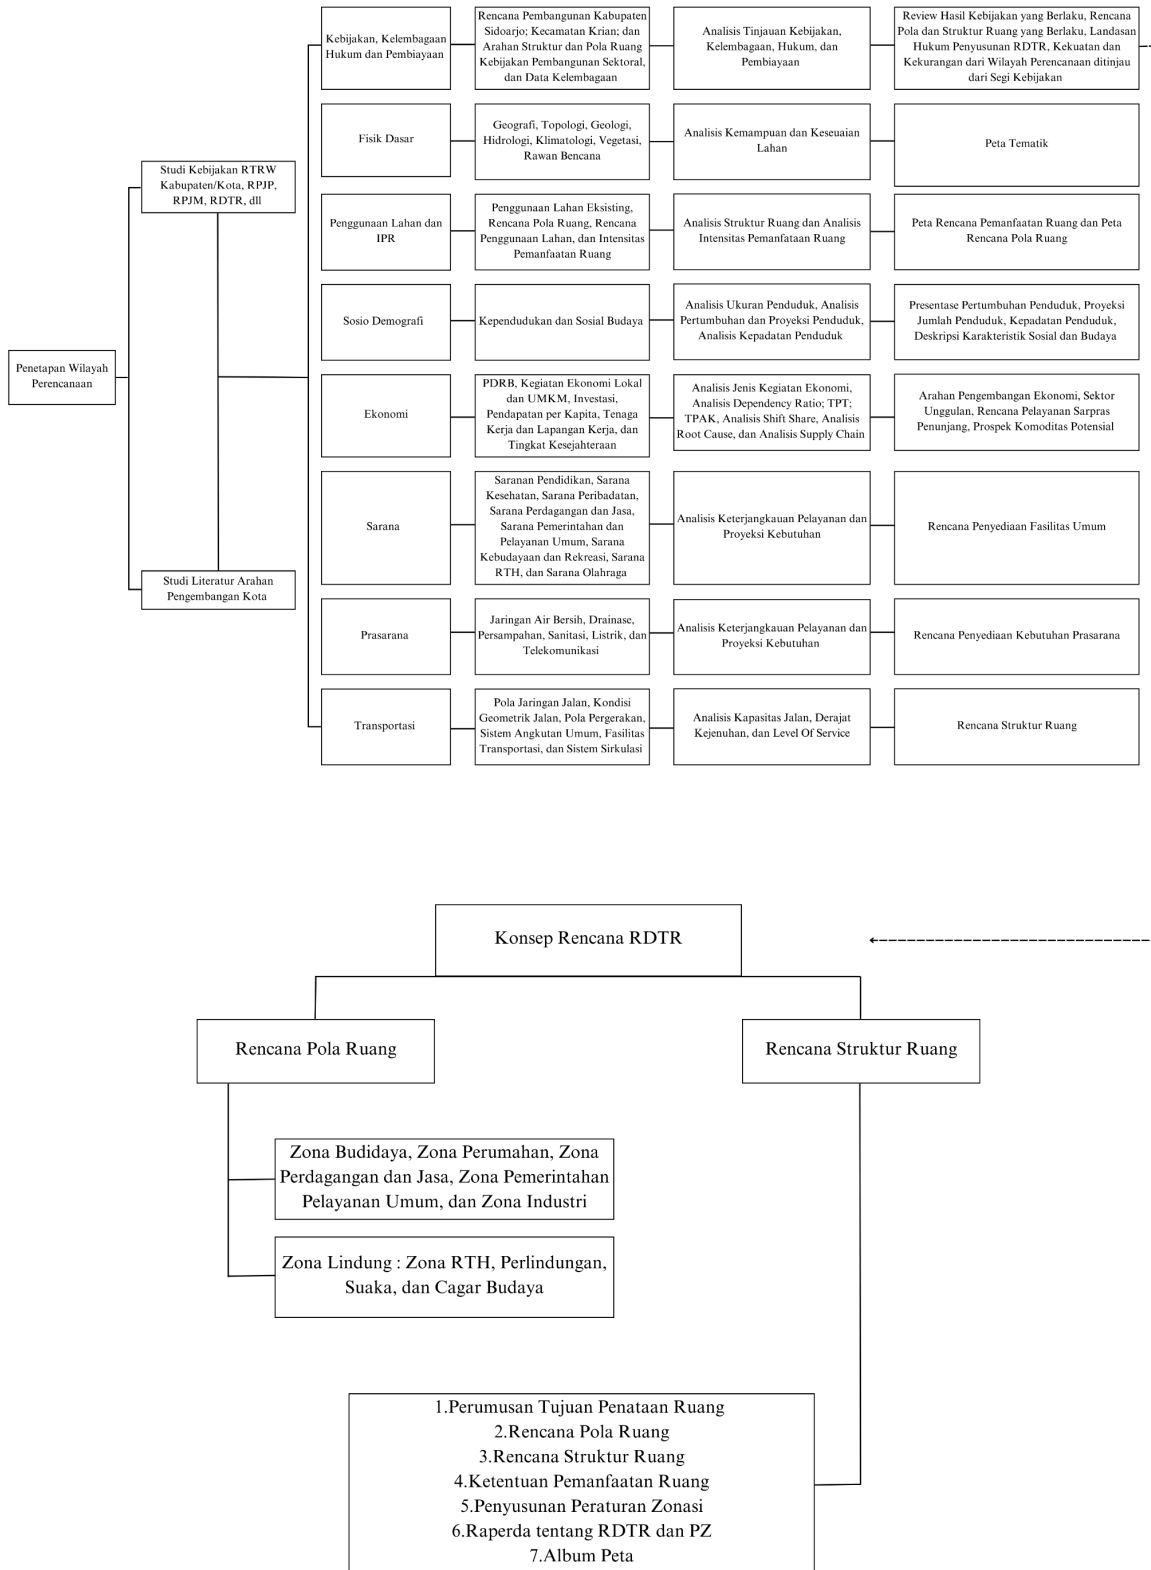 Kebijakan, Kelembagaan
Hukum dan Pembiayaan
Rencana Pembangunan Kabupaten
Sidoarjo; Kecamatan Krian; dan
Arahan Struktur dan Pola Ruang
Kebijakan Pembangunan Sektoral,
dan Data Kelembagaan
Analisis Tinjauan Kebijakan,
Kelembagaan, Hukum, dan
Pembiayaan
Review Hasil Kebijakan yang Berlaku, Rencana
Pola dan Struktur Ruang yang Berlaku, Landasan
Hukum Penyusunan RDTR, Kekuatan dan
Kekurangan dari Wilayah Perencanaan ditinjau
dari Segi Kebijakan
Fisik Dasar
Geografi, Topologi, Geologi,
Hidrologi, Klimatologi, Vegetasi,
Rawan Bencana
Analisis Kemampuan dan Keseuaian
Lahan
Peta Tematik
Studi Kebijakan RTRW
Kabupaten/Kota, RPJP,
RPJM, RDTR, dll
Penggunaan Lahan dan
IPR
Penggunaan Lahan Eksisting,
Rencana Pola Ruang, Rencana
Penggunaan Lahan, dan Intensitas
Pemanfaatan Ruang
Analisis Struktur Ruang dan Analisis
Intensitas Pemanfataan Ruang
Peta Rencana Pemanfaatan Ruang dan Peta
Rencana Pola Ruang
Sosio Demografi
Kependudukan dan Sosial Budaya
Analisis Ukuran Penduduk, Analisis
Pertumbuhan dan Proyeksi Penduduk,
Analisis Kepadatan Penduduk
Presentase Pertumbuhan Penduduk, Proyeksi
Jumlah Penduduk, Kepadatan Penduduk,
Deskripsi Karakteristik Sosial dan Budaya
Penetapan Wilayah
Perencanaan
Ekonomi
PDRB, Kegiatan Ekonomi Lokal
dan UMKM, Investasi,
Pendapatan per Kapita, Tenaga
Kerja dan Lapangan Kerja, dan
Tingkat Kesejahteraan
Analisis Jenis Kegiatan Ekonomi,
Analisis Dependency Ratio; TPT;
TPAK, Analisis Shift Share, Analisis
Root Cause, dan Analisis Supply Chain
Arahan Pengembangan Ekonomi, Sektor
Unggulan, Rencana Pelayanan Sarpras
Penunjang, Prospek Komoditas Potensial
Sarana
Saranan Pendidikan, Sarana
Kesehatan, Sarana Peribadatan,
Sarana Perdagangan dan Jasa,
Sarana Pemerintahan dan
Pelayanan Umum, Sarana
Kebudayaan dan Rekreasi, Sarana
RTH, dan Sarana Olahraga
Analisis Keterjangkauan Pelayanan dan
Proyeksi Kebutuhan
Rencana Penyediaan Fasilitas Umum
Studi Literatur Arahan
Pengembangan Kota
Prasarana
Jaringan Air Bersih, Drainase,
Persampahan, Sanitasi, Listrik, dan
Telekomunikasi
Analisis Keterjangkauan Pelayanan dan
Proyeksi Kebutuhan
Rencana Penyediaan Kebutuhan Prasarana
Transportasi
Pola Jaringan Jalan, Kondisi
Geometrik Jalan, Pola Pergerakan,
Sistem Angkutan Umum, Fasilitas
Transportasi, dan Sistem Sirkulasi
Analisis Kapasitas Jalan, Derajat
Kejenuhan, dan Level Of Service
Rencana Struktur Ruang
Konsep Rencana RDTR
Rencana Pola Ruang
Rencana Struktur Ruang
Zona Budidaya, Zona Perumahan, Zona
Perdagangan dan Jasa, Zona Pemerintahan
Pelayanan Umum, dan Zona Industri
Zona Lindung : Zona RTH, Perlindungan,
Suaka, dan Cagar Budaya
1.Perumusan Tujuan Penataan Ruang
2.Rencana Pola Ruang
3.Rencana Struktur Ruang
4.Ketentuan Pemanfaatan Ruang
5.Penyusunan Peraturan Zonasi
6.Raperda tentang RDTR dan PZ
7.Album Peta